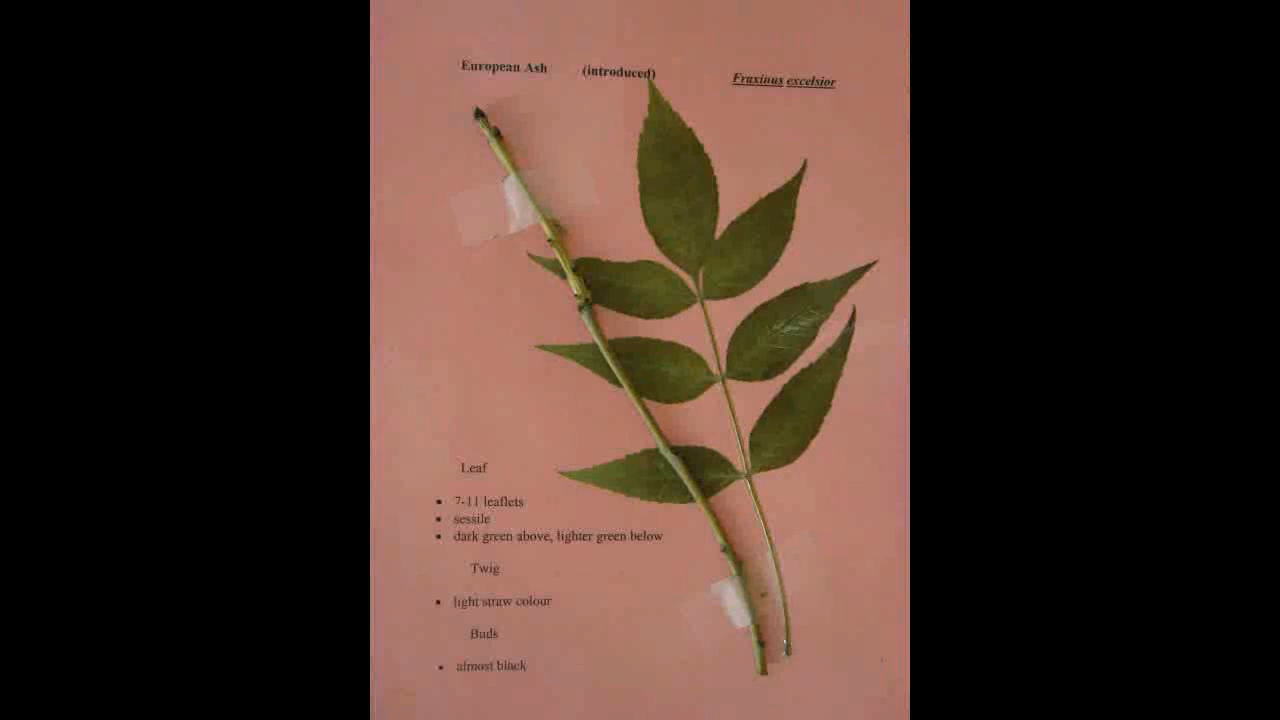 European Ash (introduced) Fraxinus excelsior
Leaf
▪ 7-11 leaflets
▪ sessile
▪ dark green above, lighter green below
Twig
▪ light straw colour
Buds
▪ almost black